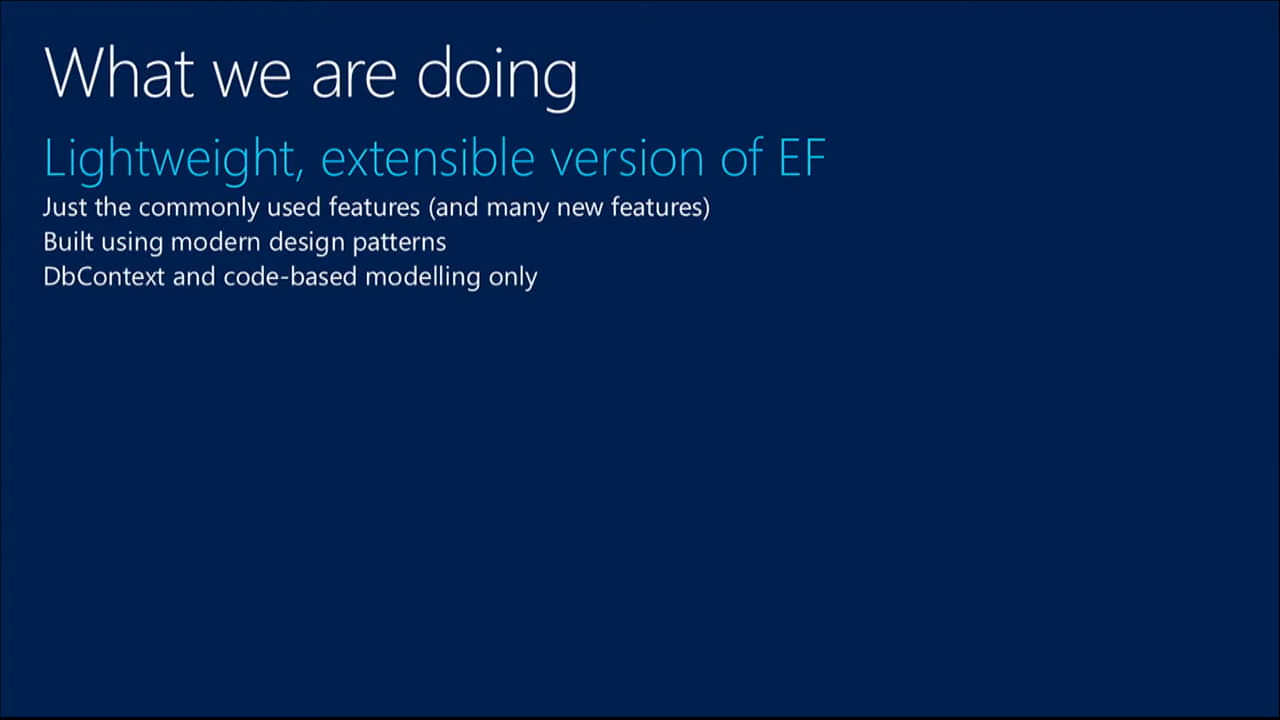 What we are doing
Lightweight, extensible version of EF
Just the commonly used features (and many new features)
Built using modern design patterns
DbContext and code-based modelling only